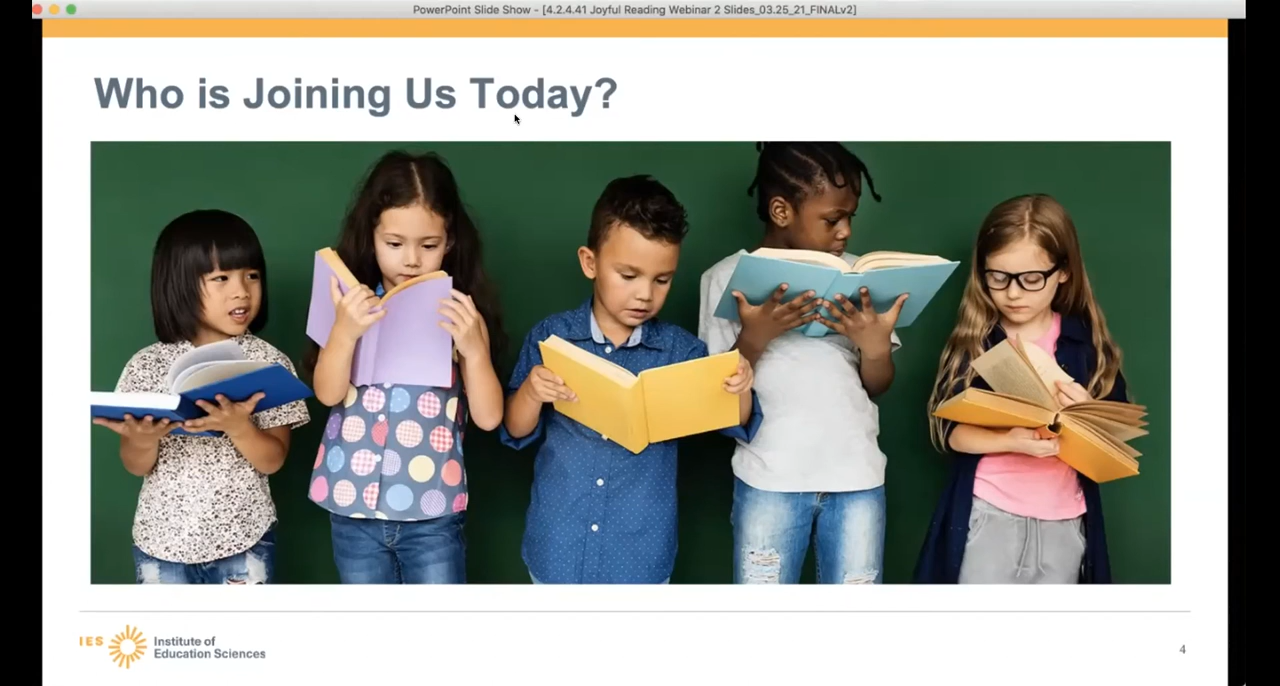 PowerPoint Slide Show - [4.2.4.41 Joyful Reading Webinar 2 Slides_03.25_21_FINALv2]
Who is Joining Us Today?
IES
Institute of
Education Sciences
4